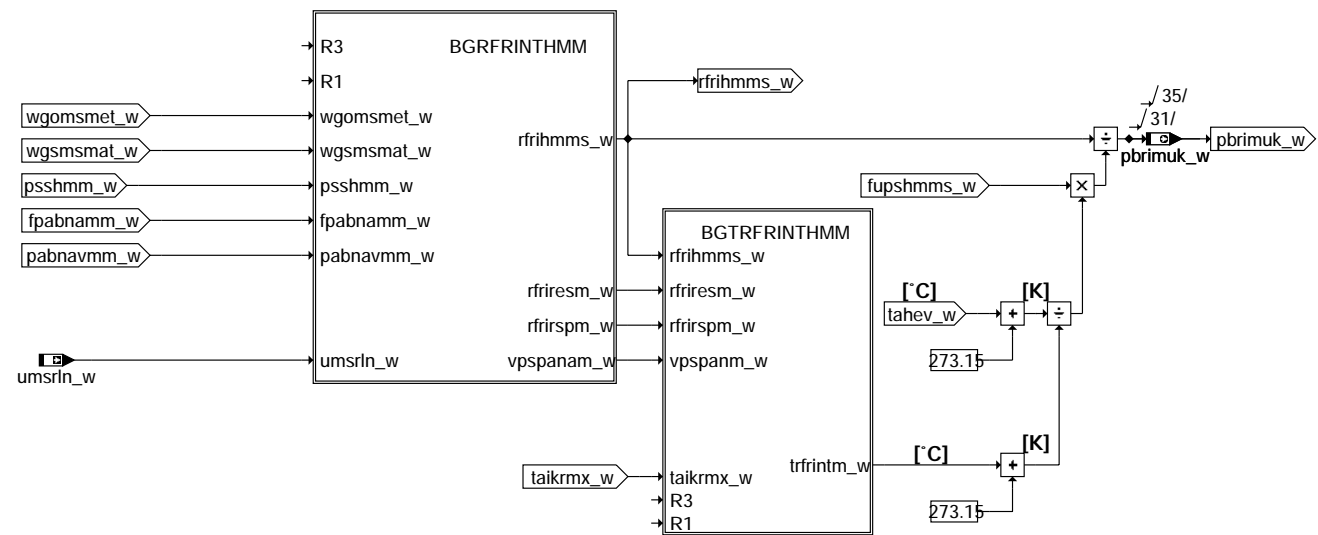 R3
BGRFRINTHMM
R1
rfrihmms_w
35/
31/
wgomsmet_w
wgomsmet_w
rfrihmms_w
÷
pbrimuk_w
pbrimuk_w
wgsmsmat_w
wgsmsmat_w
psshmm_w
psshmm_w
fupshmms_w
×
fpabnamm_w
fpabnamm_w
BGTRFRINTHMM
pabnavmm_w
pabnavmm_w
rfrihmms_w
rfriresm_w
rfriresm_w
[°C]
[K]
tahev_w
+
÷
rfrirspm_w
rfrirspm_w
umsrln_w
umsrln_w
vpspanam_w
vpspanm_w
273.15
[K]
[°C]
trfrintm_w
+
taikrmx_w
taikrmx_w
R3
273.15
R1